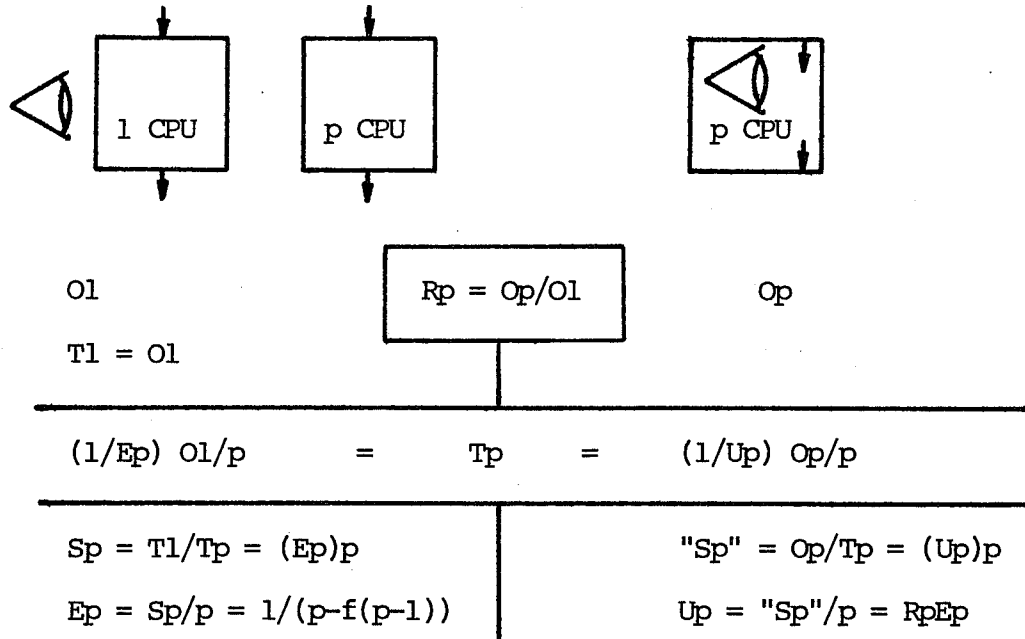 1 CPU p CPU p CPU
O1 Rp = Op/O1 Op
T1 = O1
(1/Ep) O1/p = Tp = (1/Up) Op/p
Sp = T1/Tp = (Ep)p "Sp" = Op/Tp = (Up)p
Ep = Sp/p = 1/(p-f(p-1)) Up = "Sp"/p = RpEp